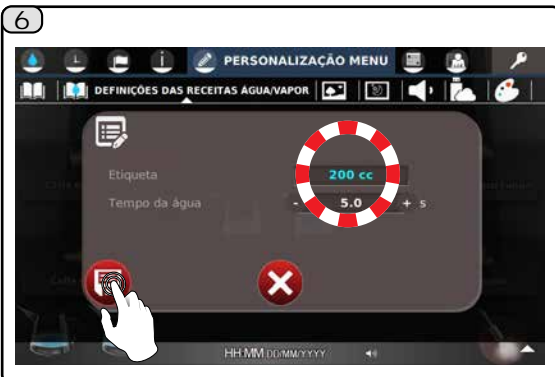 6
PERSONALIZAÇÃO MENU
DEFINIÇÕES DAS RECEITAS ÁGUA/VAPOR
Etiqueta
200 cc
Tempo da água
- 5.0 + s
HH:MM DD/MM/YYYY